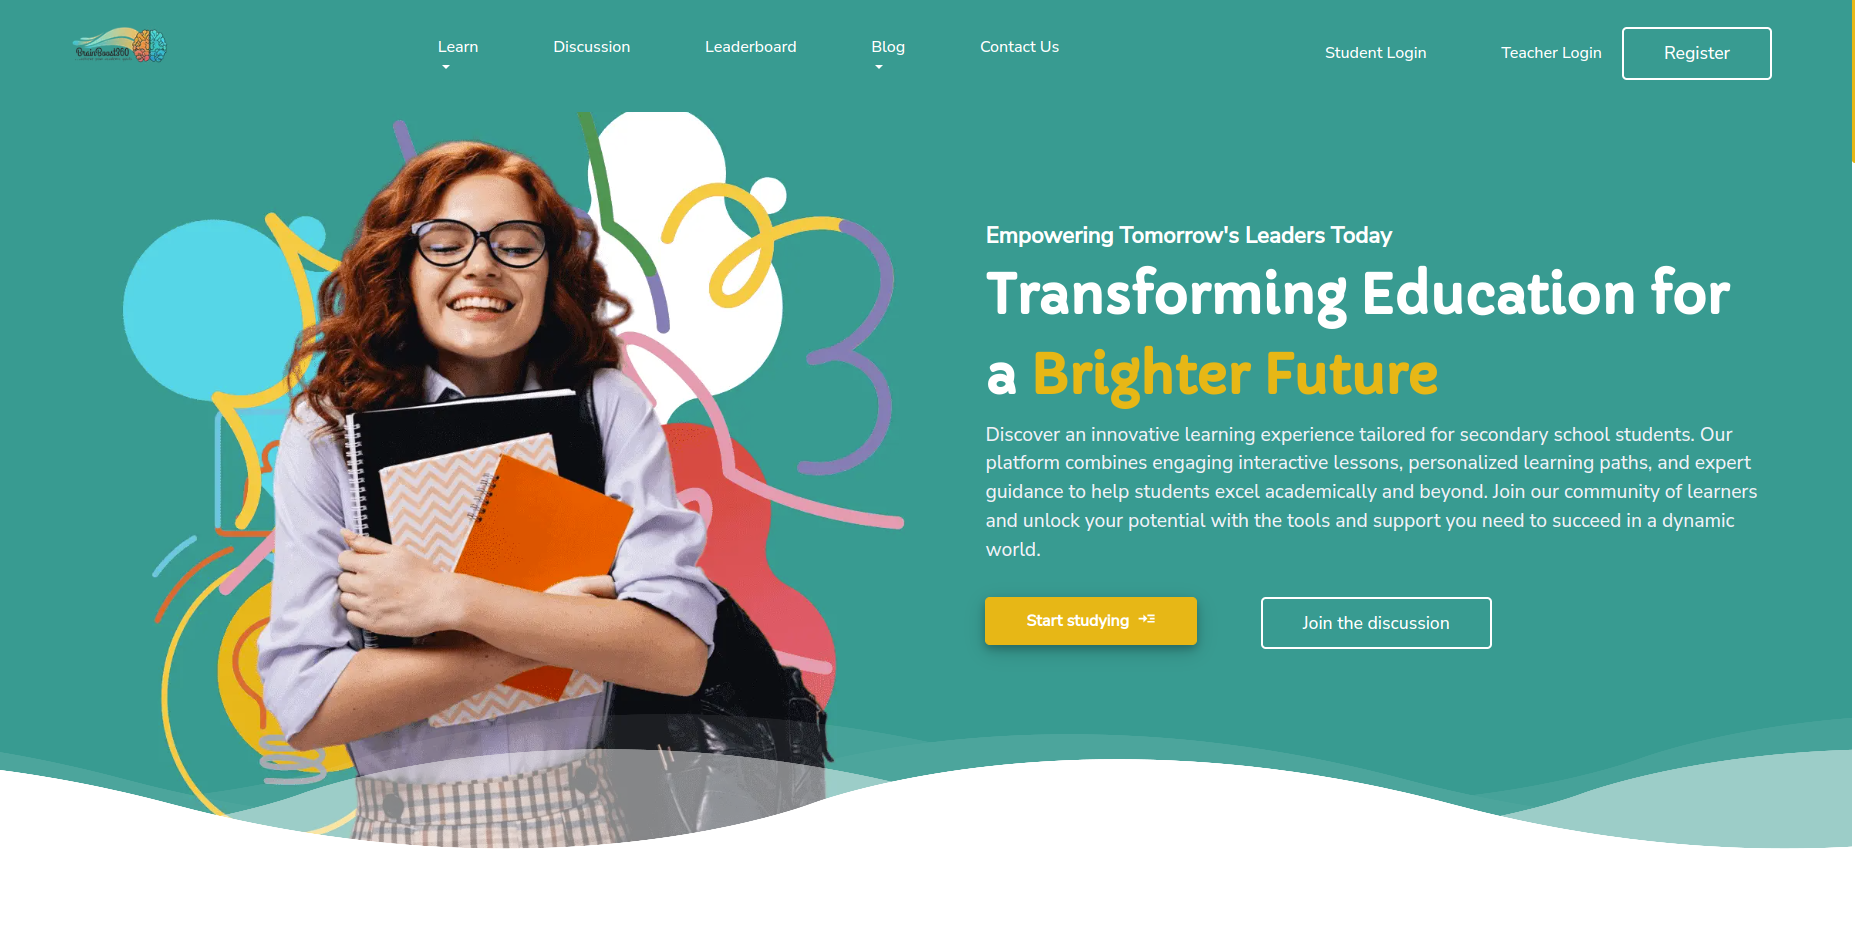 BrainBoost360
Learn
Discussion
Leaderboard
Blog
Contact Us
Student Login
Teacher Login
Register
Empowering Tomorrow's Leaders Today
Transforming Education for
a Brighter Future
Discover an innovative learning experience tailored for secondary school students. Our
platform combines engaging interactive lessons, personalized learning paths, and expert
guidance to help students excel academically and beyond. Join our community of learners
and unlock your potential with the tools and support you need to succeed in a dynamic
world.
Start studying
Join the discussion